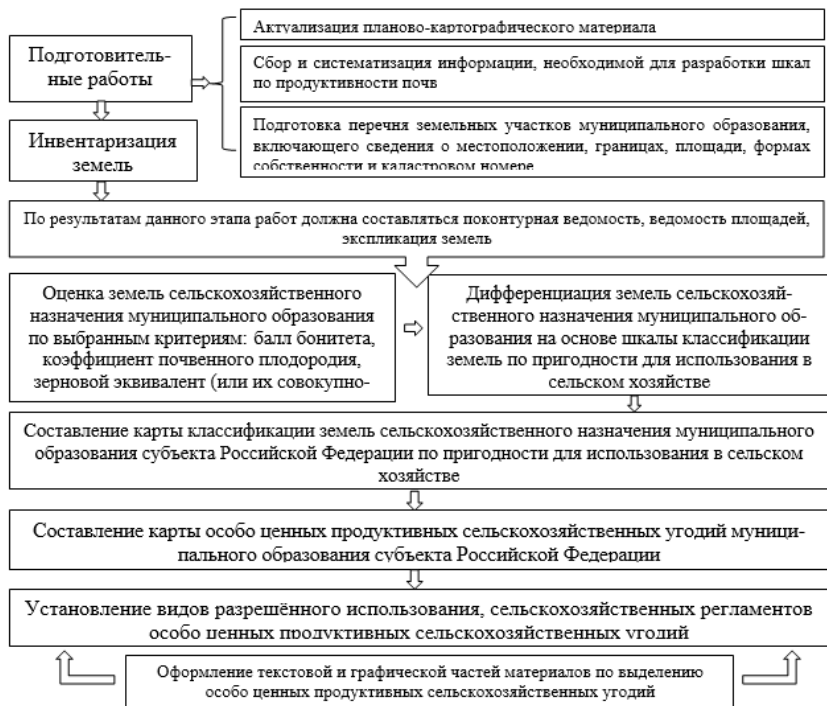 Актуализация планово-картографического материала
Подготовитель-
ные работы
Сбор и систематизация информации, необходимой для разработки шкал
по продуктивности почв
Подготовка перечня земельных участков муниципального образования,
включающего сведения о местоположении, границах, площади, формах
собственности и кадастровом номере
Инвентаризация
земель
По результатам данного этапа работ должна составляться поконтурная ведомость, ведомость площадей,
экспликация земель
Оценка земель сельскохозяйственного
назначения муниципального образования
по выбранным критериям: балл бонитета,
коэффициент почвенного плодородия,
зерновой эквивалент (или их совокупно-
Дифференциация земель сельскохозяй-
ственного назначения муниципального об-
разования на основе шкалы классификации
земель по пригодности для использования в
сельском хозяйстве
Составление карты классификации земель сельскохозяйственного назначения муниципального
образования субъекта Российской Федерации по пригодности для использования в сельском
хозяйстве
Составление карты особо ценных продуктивных сельскохозяйственных угодий муници-
пального образования субъекта Российской Федерации
Установление видов разрешённого использования, сельскохозяйственных регламентов
особо ценных продуктивных сельскохозяйственных угодий
Оформление текстовой и графической частей материалов по выделению
особо ценных продуктивных сельскохозяйственных угодий